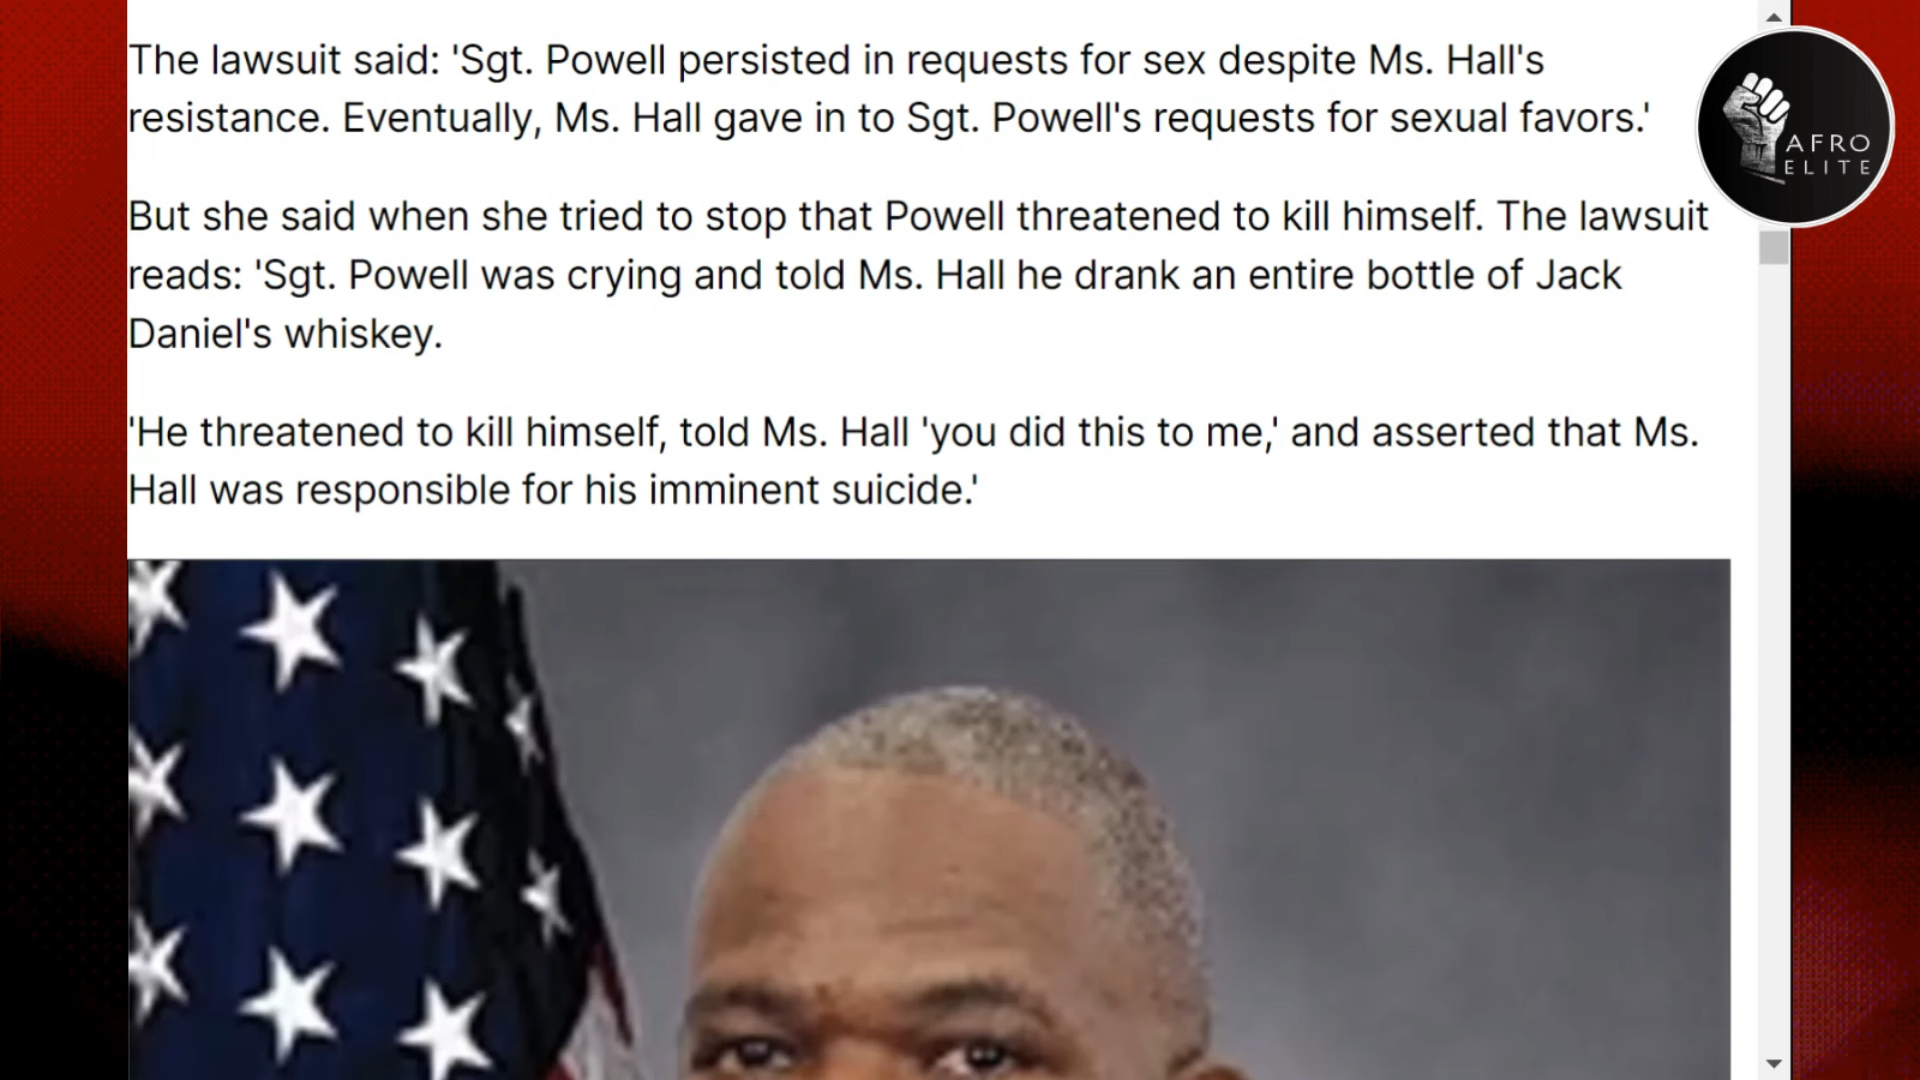 The lawsuit said: 'Sgt. Powell persisted in requests for sex despite Ms. Hall's
resistance. Eventually, Ms. Hall gave in to Sgt. Powell's requests for sexual favors.'
AFRO
ELITE
But she said when she tried to stop that Powell threatened to kill himself. The lawsuit
reads: 'Sgt. Powell was crying and told Ms. Hall he drank an entire bottle of Jack
Daniel's whiskey.
'He threatened to kill himself, told Ms. Hall 'you did this to me,' and asserted that Ms.
Hall was responsible for his imminent suicide.'